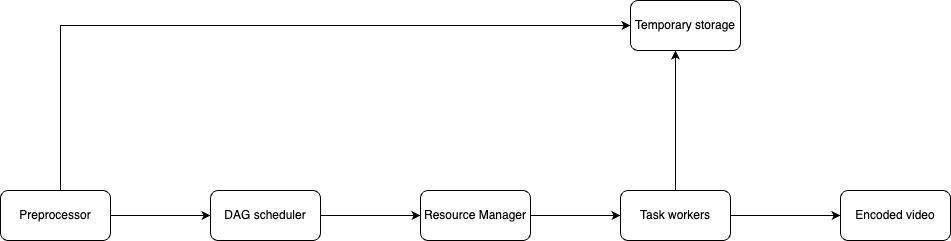 Temporary storage
Preprocessor
DAG scheduler
Resource Manager
Task workers
Encoded video